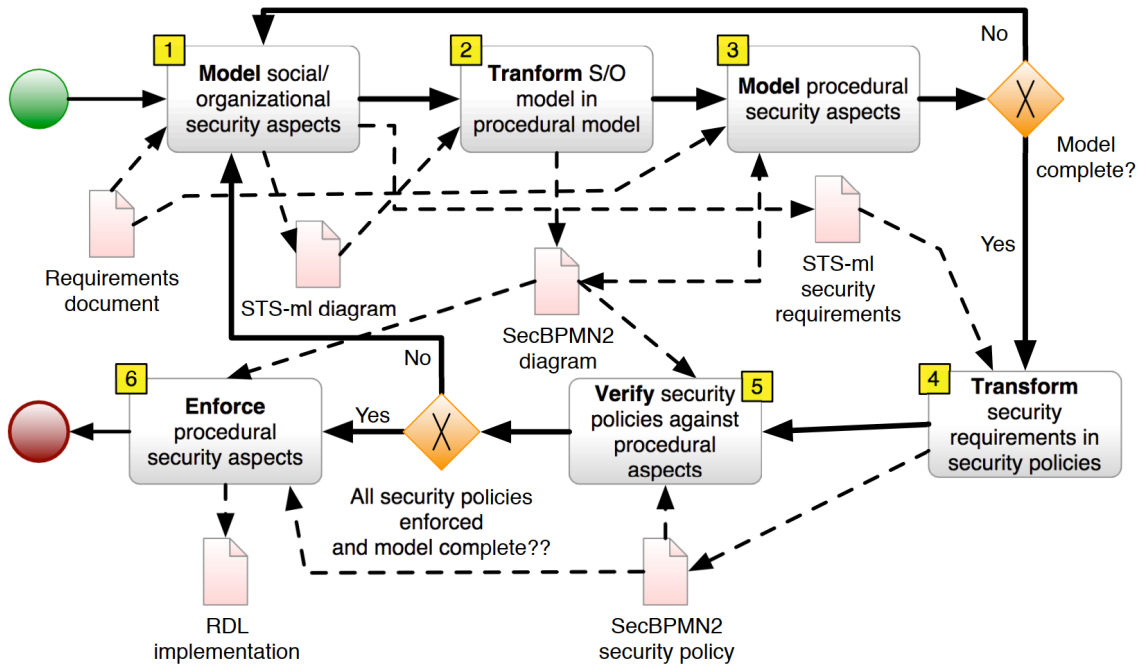 1
Model social/
organizational
security aspects
2
Tranform S/O
model in
procedural model
3
Model procedural
security aspects
No
Model
complete?
Yes
Requirements
document
STS-ml diagram
SecBPMN2
diagram
STS-ml
security
requirements
6
Enforce
procedural
security aspects
No
Yes
All security policies
enforced
and model complete??
5
Verify security
policies against
procedural
aspects
4
Transform
security
requirements in
security policies
RDL
implementation
SecBPMN2
security policy